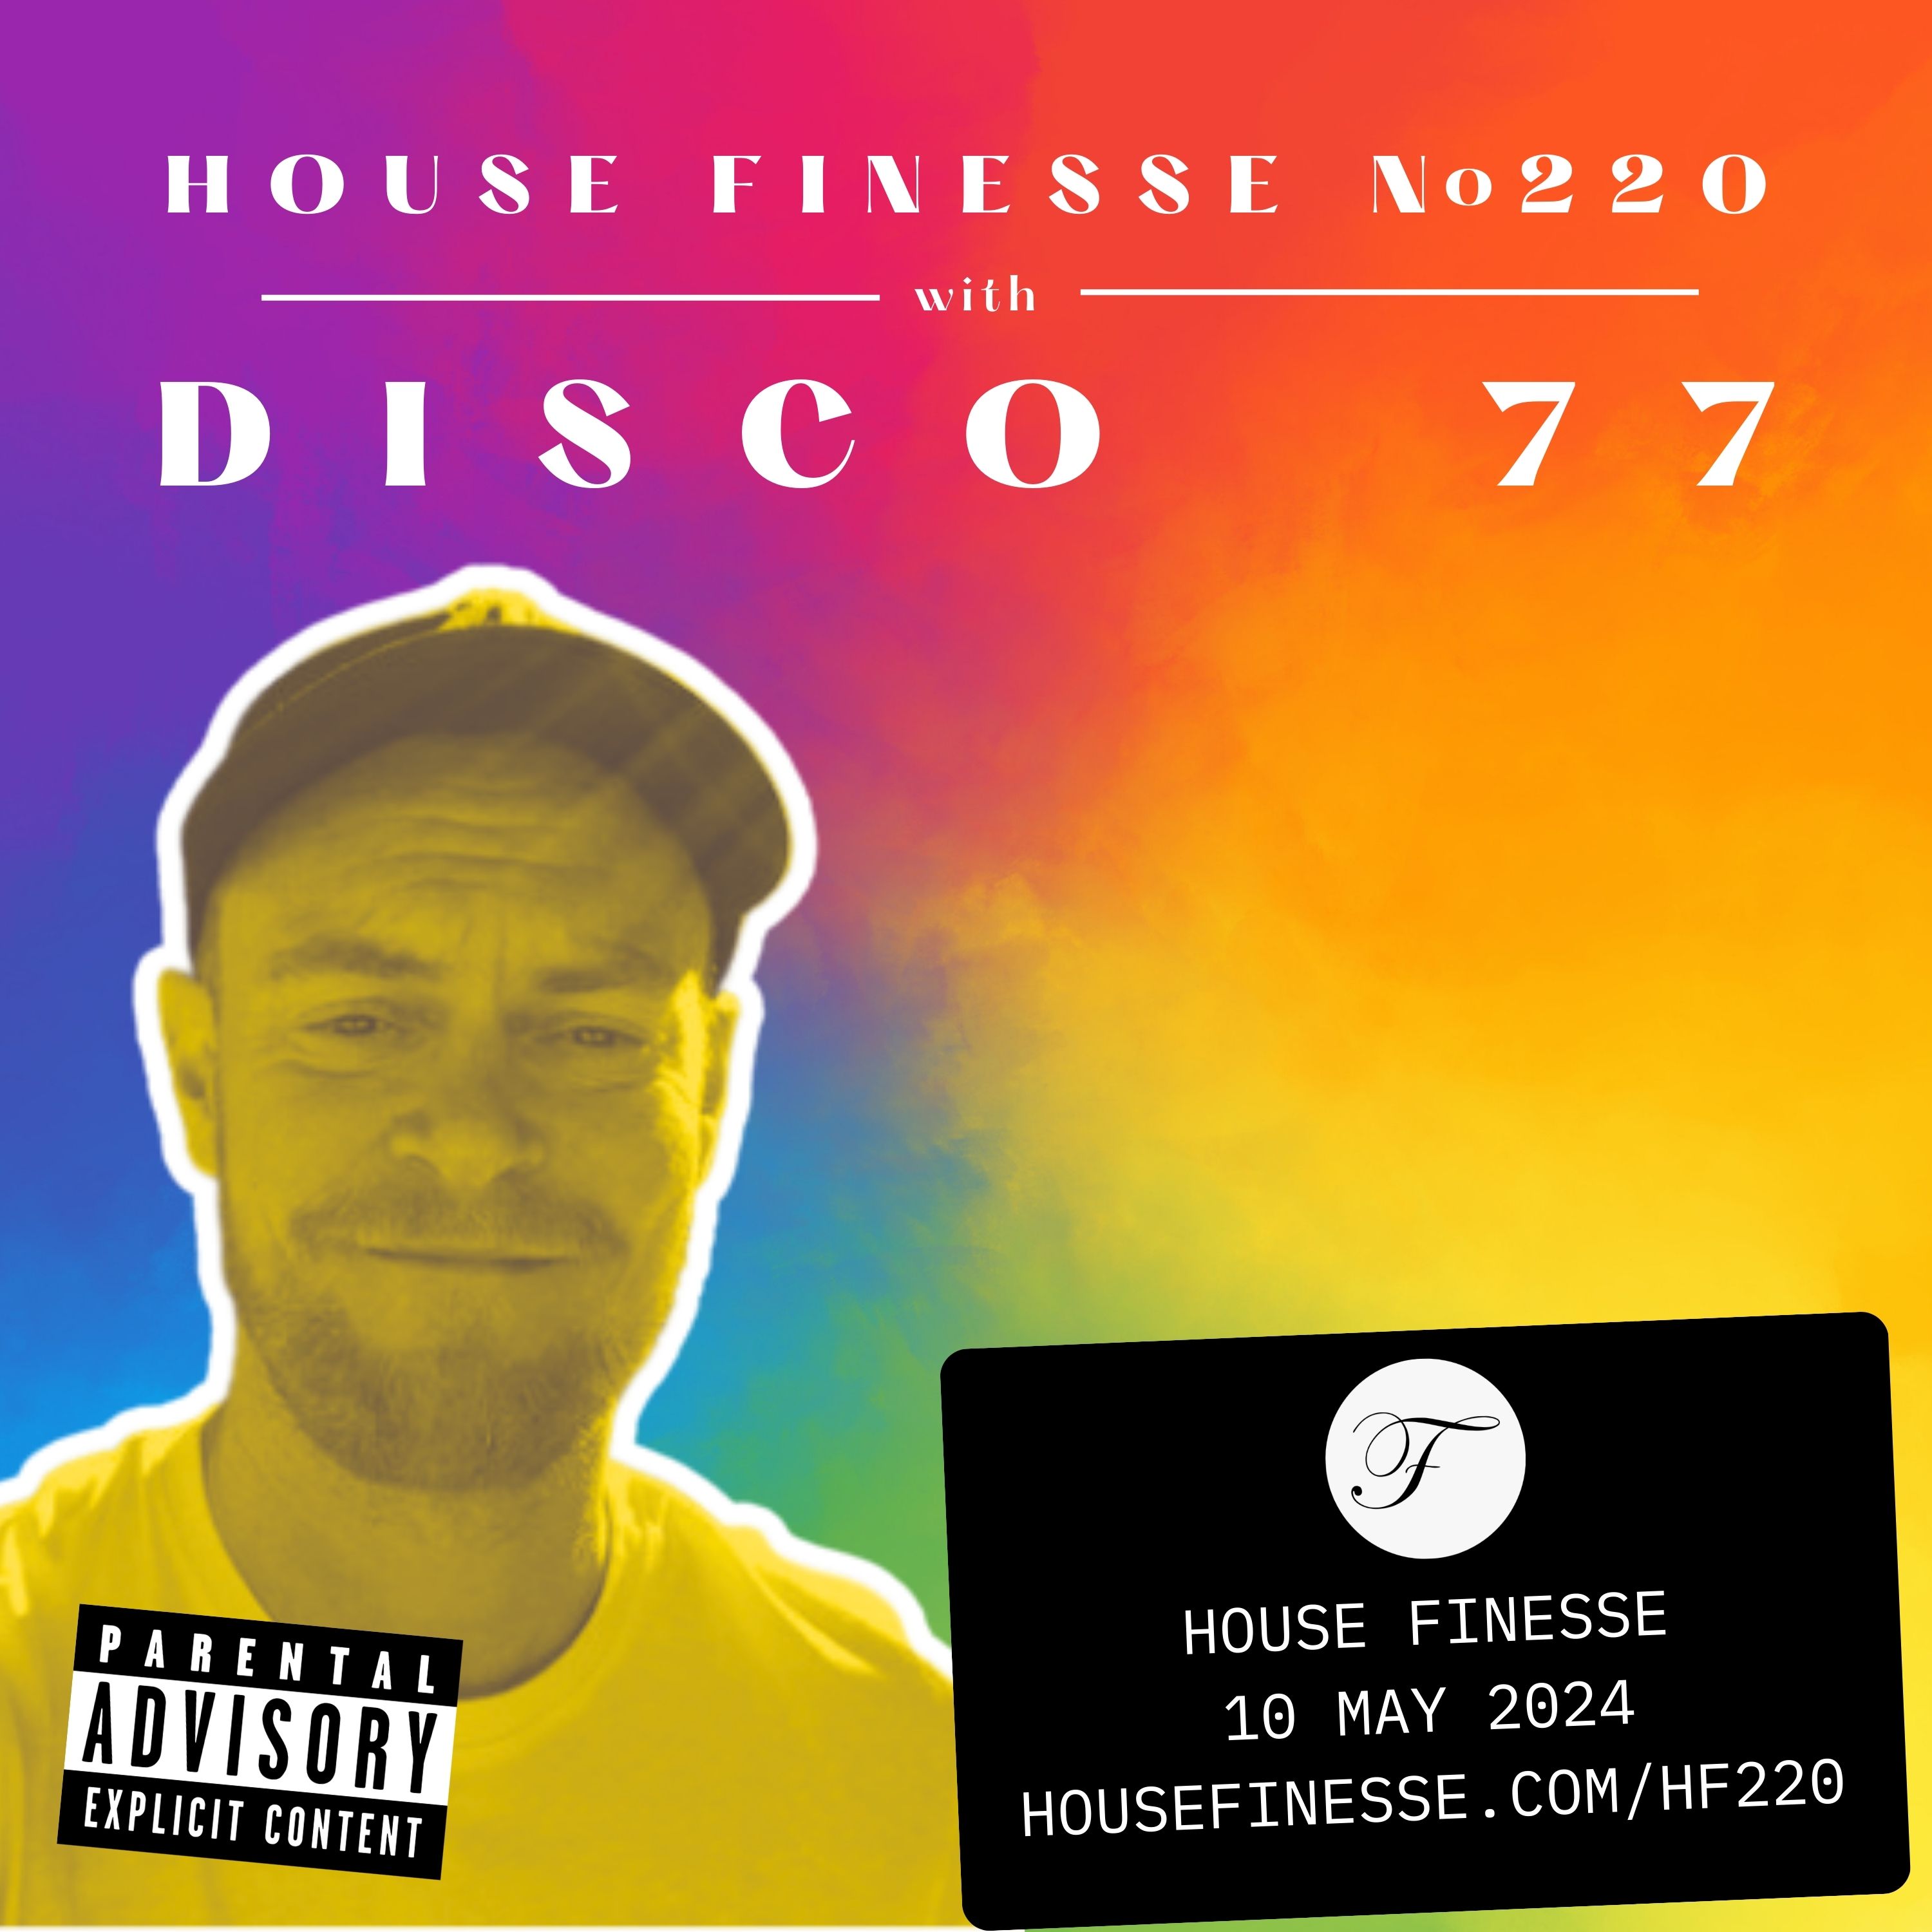 HOUSE FINESSE No220
with
DISCO 77
PARENTAL
ADVISORY
EXPLICIT CONTENT
F
HOUSE FINESSE
10 MAY 2024
HOUSEFINESSE.COM/HF220